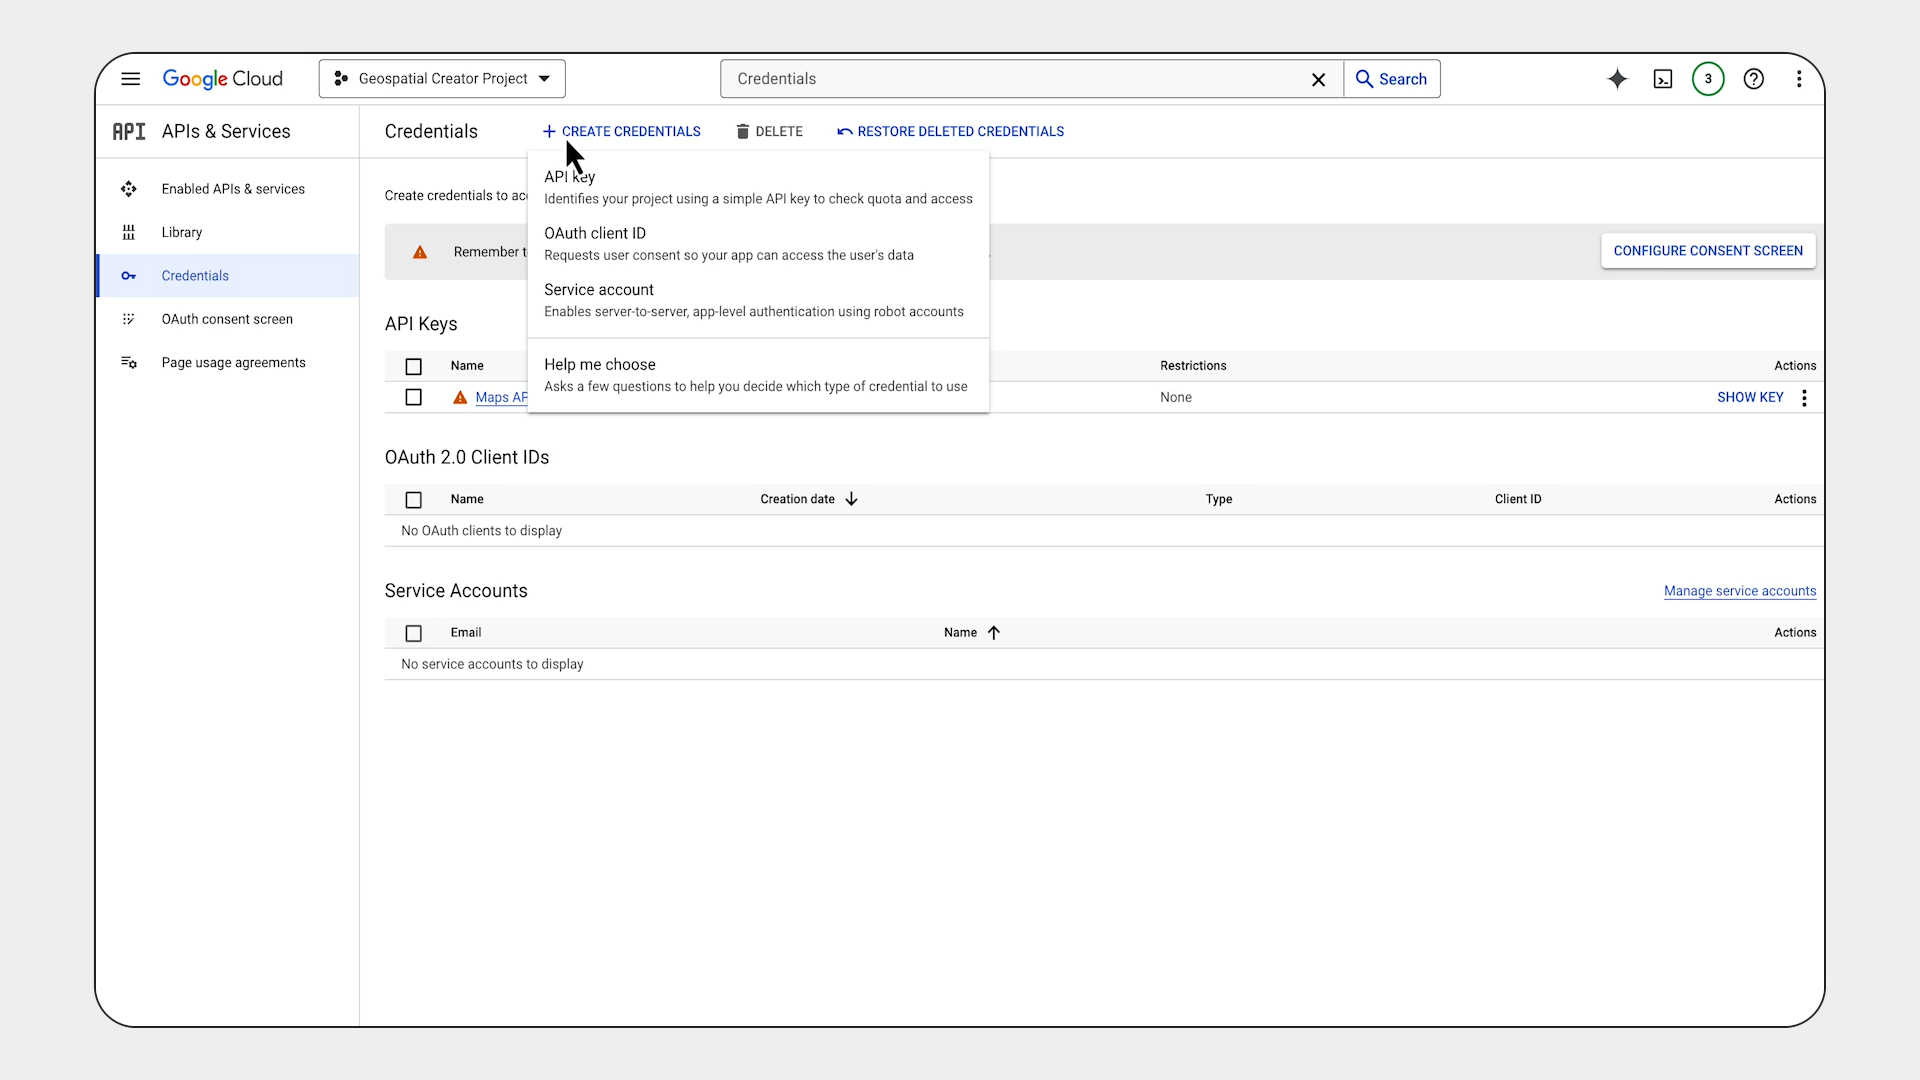 Google Cloud
Geospatial Creator Project
Credentials
Search
3
API
APIs & Services
Credentials
CREATE CREDENTIALS
DELETE
RESTORE DELETED CREDENTIALS
Enabled APIs & services
Library
Credentials
OAuth consent screen
Page usage agreements
Create credentials to
Remember
CONFIGURE CONSENT SCREEN
API key
Identifies your project using a simple API key to check quota and access
OAuth client ID
Requests user consent so your app can access the user's data
Service account
Enables server-to-server, app-level authentication using robot accounts
Help me choose
Asks a few questions to help you decide which type of credential to use
API Keys
Name
Restrictions
Actions
Maps
None
SHOW KEY
OAuth 2.0 Client IDs
Name
Creation date
Type
Client ID
Actions
No OAuth clients to display
Service Accounts
Manage service accounts
Email
Name
Actions
No service accounts to display